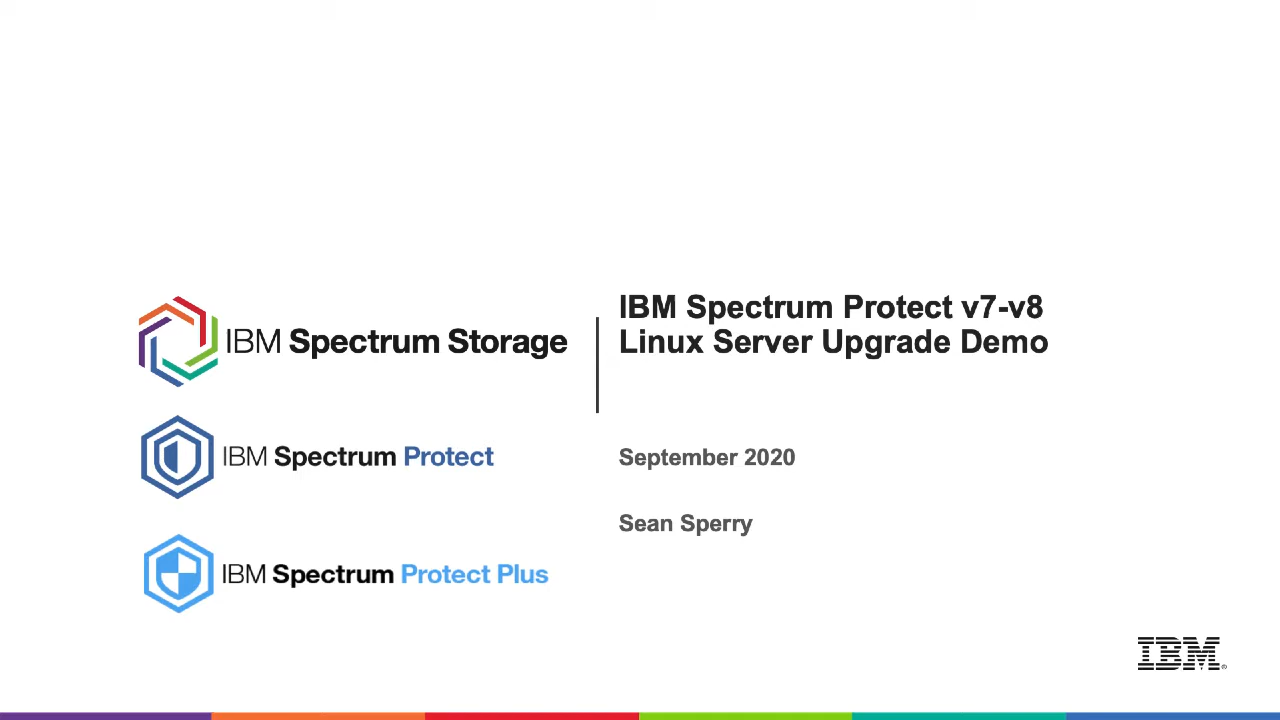 IBM Spectrum Storage
IBM Spectrum Protect
IBM Spectrum Protect Plus
IBM Spectrum Protect v7-v8
Linux Server Upgrade Demo
September 2020
Sean Sperry
IBM®